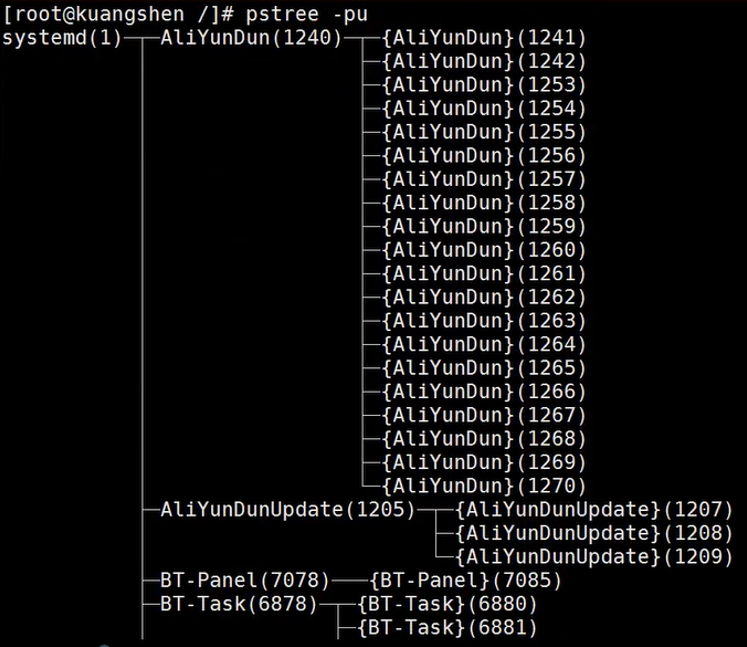 [root@kuangshen /]# pstree -pu
systemd(1)─┬─AliYunDun(1240)─┬─{AliYunDun}(1241)
├─{AliYunDun}(1242)
├─{AliYunDun}(1253)
├─{AliYunDun}(1254)
├─{AliYunDun}(1255)
├─{AliYunDun}(1256)
├─{AliYunDun}(1257)
├─{AliYunDun}(1258)
├─{AliYunDun}(1259)
├─{AliYunDun}(1260)
├─{AliYunDun}(1261)
├─{AliYunDun}(1262)
├─{AliYunDun}(1263)
├─{AliYunDun}(1264)
├─{AliYunDun}(1265)
├─{AliYunDun}(1266)
├─{AliYunDun}(1267)
├─{AliYunDun}(1268)
├─{AliYunDun}(1269)
└─{AliYunDun}(1270)
├─AliYunDunUpdate(1205)─┬─{AliYunDunUpdate}(1207)
├─{AliYunDunUpdate}(1208)
└─{AliYunDunUpdate}(1209)
├─BT-Panel(7078)───{BT-Panel}(7085)
├─BT-Task(6878)─┬─{BT-Task}(6880)
├─{BT-Task}(6881)